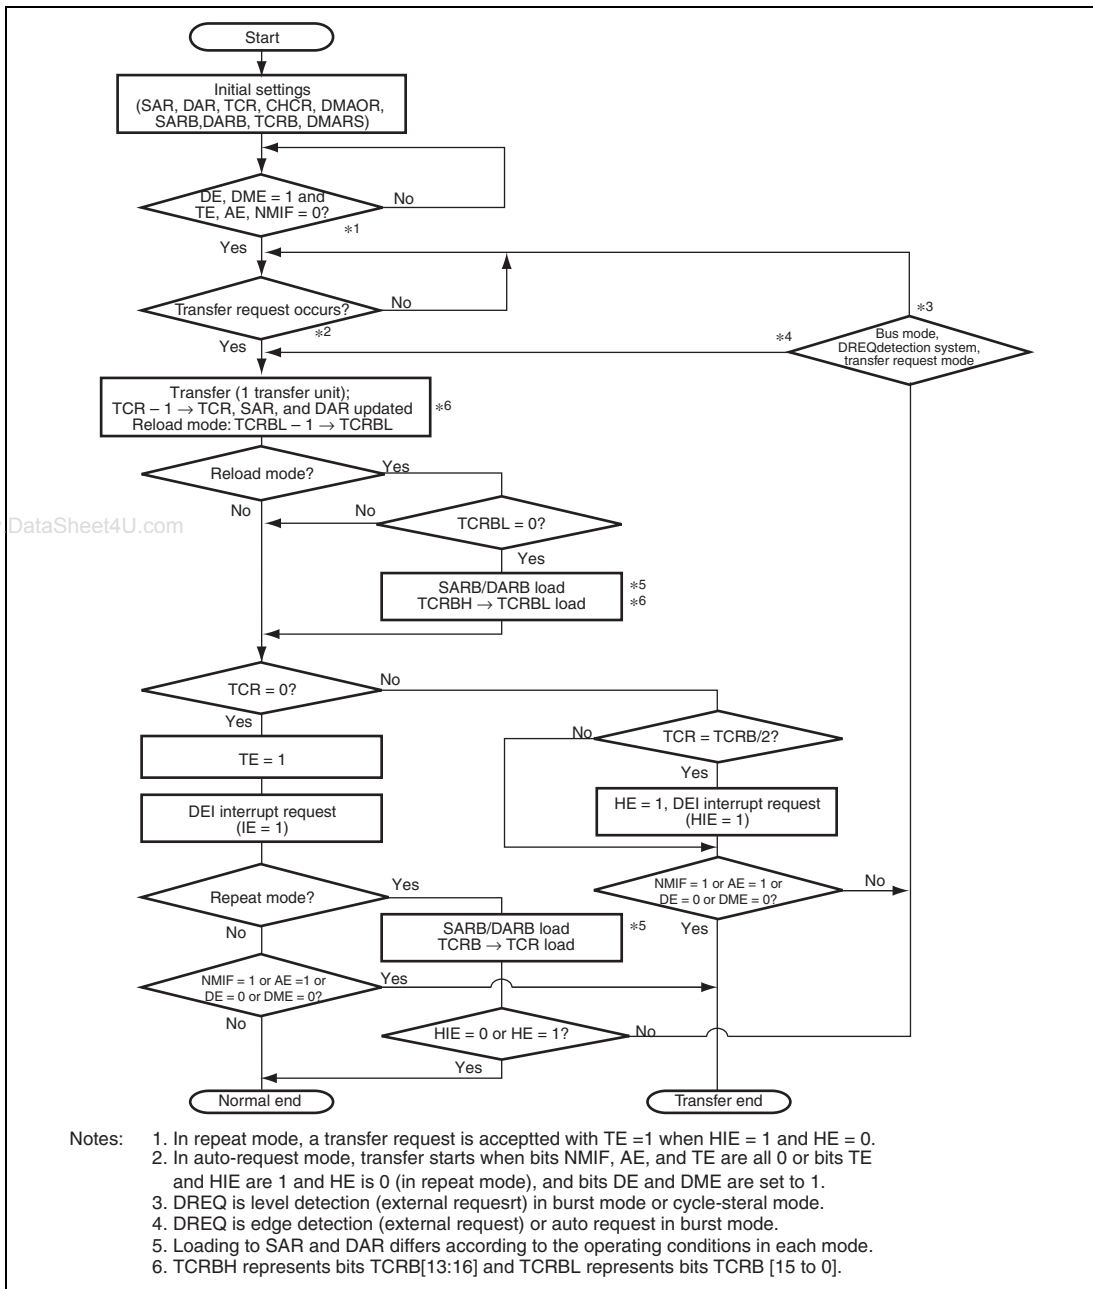 Start
Initial settings
(SAR, DAR, TCR, CHCR, DMAOR,
SARB,DARB, TCRB, DMARS)
DE, DME = 1 and
TE, AE, NMIF = 0?
No
*1
Yes
Transfer request occurs?
No
*2
Yes
*3
*4
Bus mode,
DREQdetection system,
transfer request mode
Transfer (1 transfer unit);
TCR – 1 → TCR, SAR, and DAR updated
Reload mode: TCRBL – 1 → TCRBL
*6
Reload mode?
Yes
No
No
TCRBL = 0?
Yes
DataSheet4U.com
SARB/DARB load
TCRBH → TCRBL load
*5
*6
TCR = 0?
No
Yes
No
TCR = TCRB/2?
Yes
TE = 1
HE = 1, DEI interrupt request
(HIE = 1)
DEI interrupt request
(IE = 1)
NMIF = 1 or AE = 1 or
DE = 0 or DME = 0?
No
Yes
Repeat mode?
Yes
No
SARB/DARB load
TCRB → TCR load
*5
NMIF = 1 or AE =1 or
DE = 0 or DME = 0?
Yes
No
HIE = 0 or HE = 1?
No
Yes
Normal end
Transfer end
Notes: 1. In repeat mode, a transfer request is acceptted with TE =1 when HIE = 1 and HE = 0.
2. In auto-request mode, transfer starts when bits NMIF, AE, and TE are all 0 or bits TE
and HIE are 1 and HE is 0 (in repeat mode), and bits DE and DME are set to 1.
3. DREQ is level detection (external requesrt) in burst mode or cycle-steral mode.
4. DREQ is edge detection (external request) or auto request in burst mode.
5. Loading to SAR and DAR differs according to the operating conditions in each mode.
6. TCRBH represents bits TCRB[13:16] and TCRBL represents bits TCRB [15 to 0].